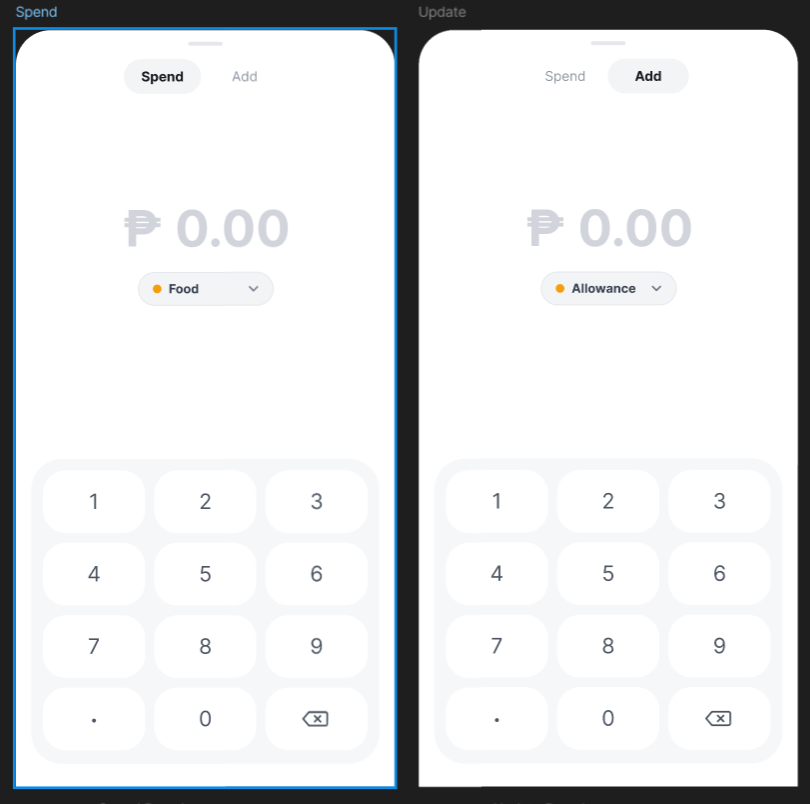 Spend
Spend Add
₱ 0.00
Food
1 2 3
4 5 6
7 8 9
. 0
Update
Spend Add
₱ 0.00
Allowance
1 2 3
4 5 6
7 8 9
. 0